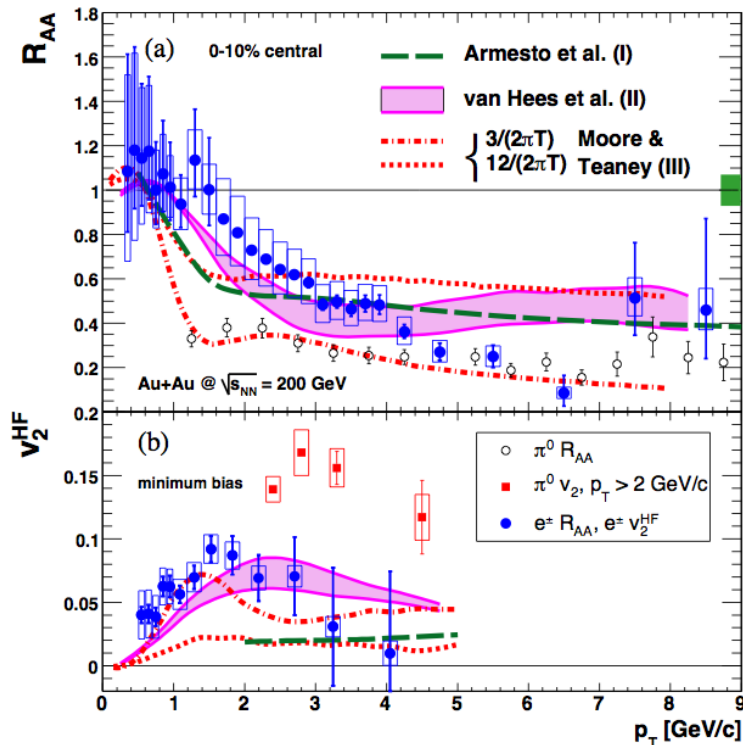 R_AA
1.8
1.6
1.4
1.2
1
0.8
0.6
0.4
0.2
(a)
0-10% central
Armesto et al. (I)
van Hees et al. (II)
3/(2πT) Moore &
12/(2πT) Teaney (III)
Au+Au @ √s_NN = 200 GeV
v_2^HF
0.2
0.15
0.1
0.05
0
(b)
minimum bias
π⁰ R_AA
π⁰ v_2, p_T > 2 GeV/c
e± R_AA, e± v_2^HF
0 1 2 3 4 5 6 7 8 9
p_T [GeV/c]